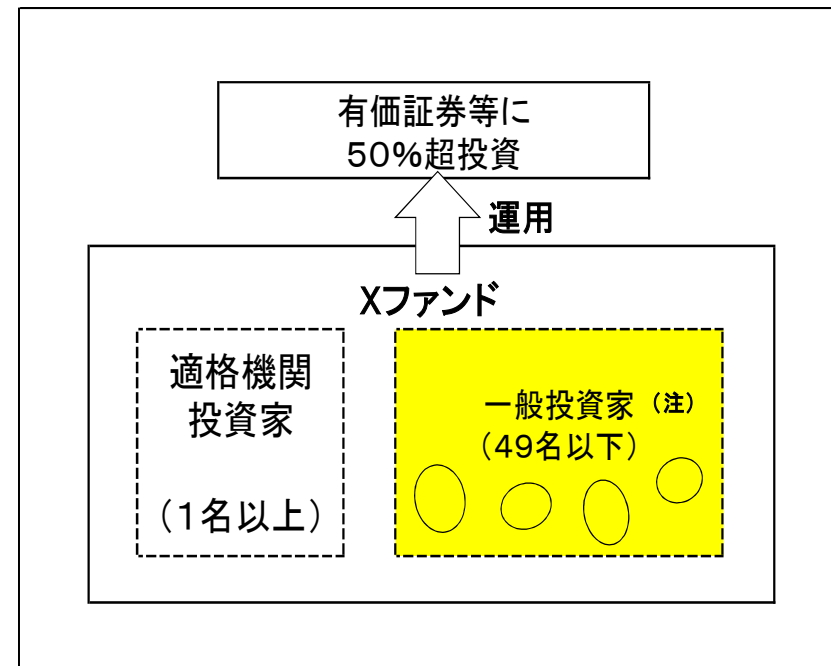 有価証券等に
50%超投資
運用
Xファンド
適格機関
投資家
(1名以上)
一般投資家(注)
(49名以下)